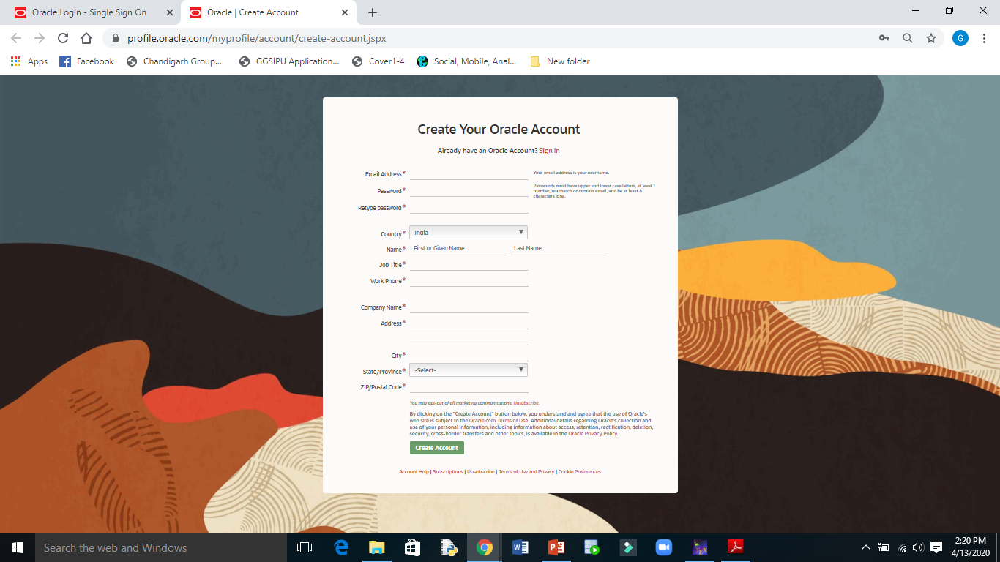 Oracle Login - Single Sign On
Oracle | Create Account
profile.oracle.com/myprofile/account/create-account.jspx
G
Apps Facebook Chandigarh Group... GGSIPU Application... Cover1-4 Social, Mobile, Anal... New folder
Create Your Oracle Account
Already have an Oracle Account? Sign In
Email Address* Your email address is your username.
Password* Passwords must have upper and lower case letters, at least 1
number, not match or contain email, and be at least 8
characters long.
Retype password*
Country* India
Name* First or Given Name Last Name
Job Title*
Work Phone*
Company Name*
Address*
City*
State/Province* -Select-
ZIP/Postal Code*
You may opt-out of all marketing communications: Unsubscribe.
By clicking on the "Create Account" button below, you understand and agree that the use of Oracle's
web site is subject to the Oracle.com Terms of Use. Additional details regarding Oracle's collection and
use of your personal information, including information about access, retention, rectification, deletion,
security, cross-border transfers and other topics, is available in the Oracle Privacy Policy.
Create Account
Account Help | Subscriptions | Unsubscribe | Terms of Use and Privacy | Cookie Preferences
Search the web and Windows
2:20 PM
4/13/2020